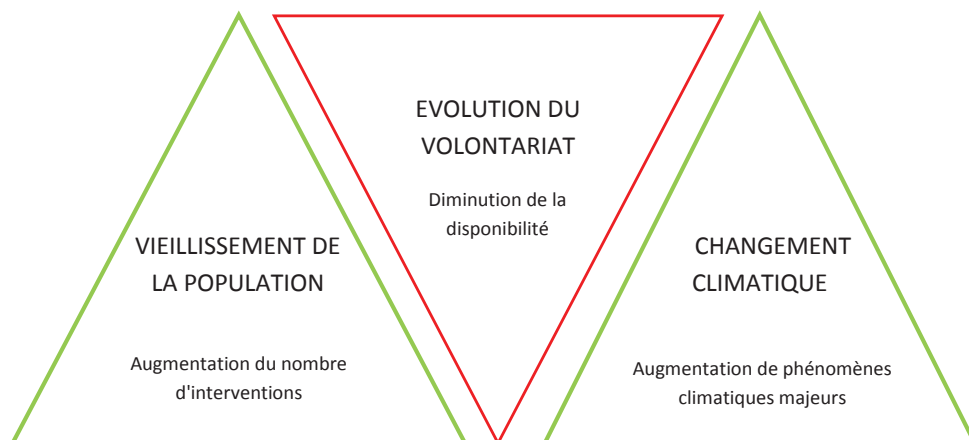 EVOLUTION DU
VOLONTARIAT
Diminution de la
disponibilité
VIEILLISSEMENT DE
LA POPULATION
Augmentation du nombre
d'interventions
CHANGEMENT
CLIMATIQUE
Augmentation de phénomènes
climatiques majeurs